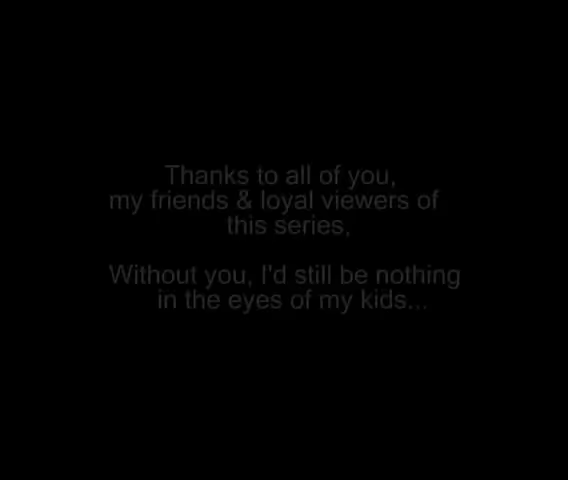 Thanks to all of you,
my friends & loyal viewers of
this series,
Without you, I'd still be nothing
in the eyes of my kids...